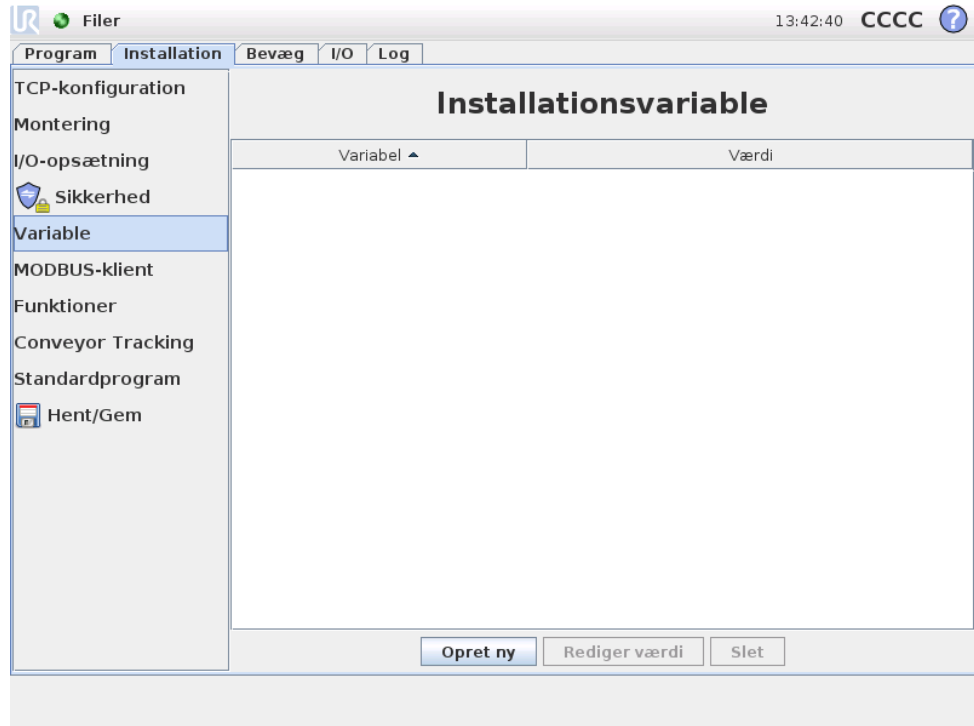 UR Filer 13:42:40 CCCC ?
Program Installation Bevæg I/O Log
TCP-konfiguration
Montering
I/O-opsætning
Sikkerhed
Variable
MODBUS-klient
Funktioner
Conveyor Tracking
Standardprogram
Hent/Gem
Installationsvariable
Variabel Værdi
Opret ny Rediger værdi Slet